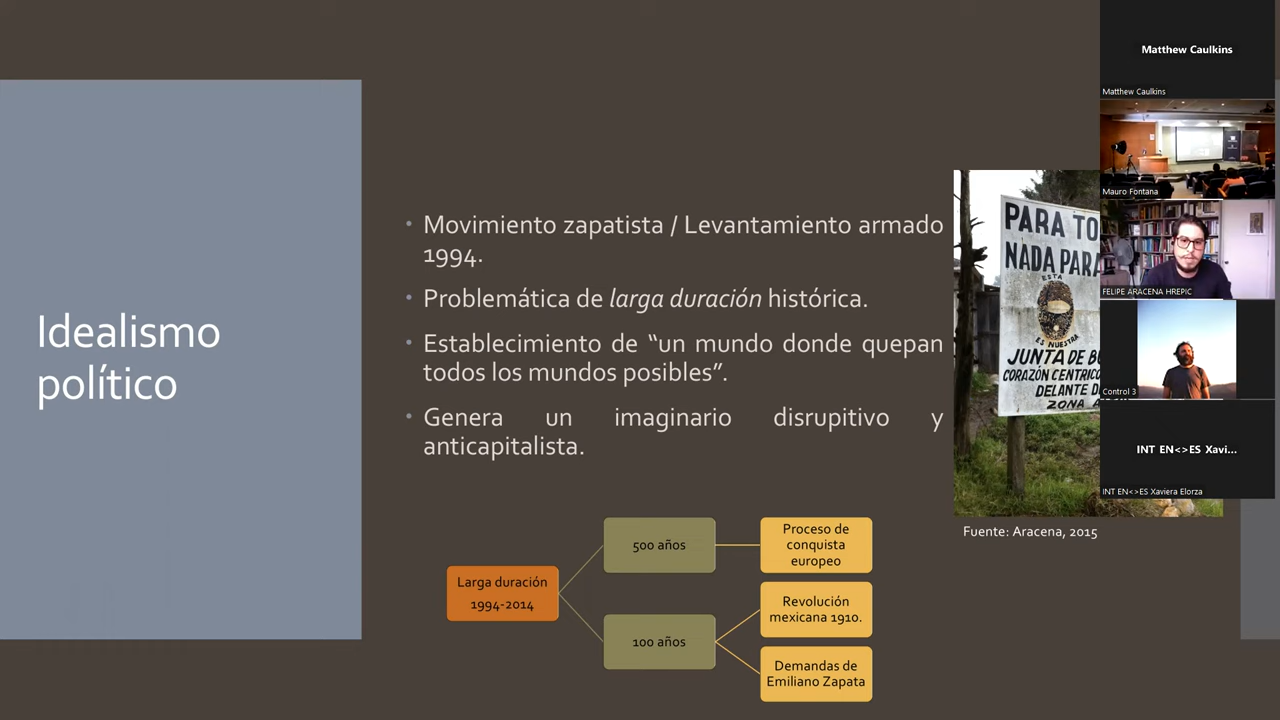 Idealismo
político
• Movimiento zapatista / Levantamiento armado
1994.
• Problemática de larga duración histórica.
• Establecimiento de “un mundo donde quepan
todos los mundos posibles”.
• Genera un imaginario disrupitivo y
anticapitalista.
Larga duración
1994-2014
500 años
100 años
Proceso de
conquista
europeo
Revolución
mexicana 1910.
Demandas de
Emiliano Zapata
PARA TO
NADA PARA
ESTA
ES NUESTRA
JUNTA DE B
CORAZÓN CENTRIC
DELANTE D
ZONA A
Fuente: Aracena, 2015
Matthew Caulkins
Matthew Caulkins
Mauro Fontana
FELIPE ARACENA HREPIC
Control 3
INT EN<>ES Xavi...
INT EN<>ES Xaviera Elorza